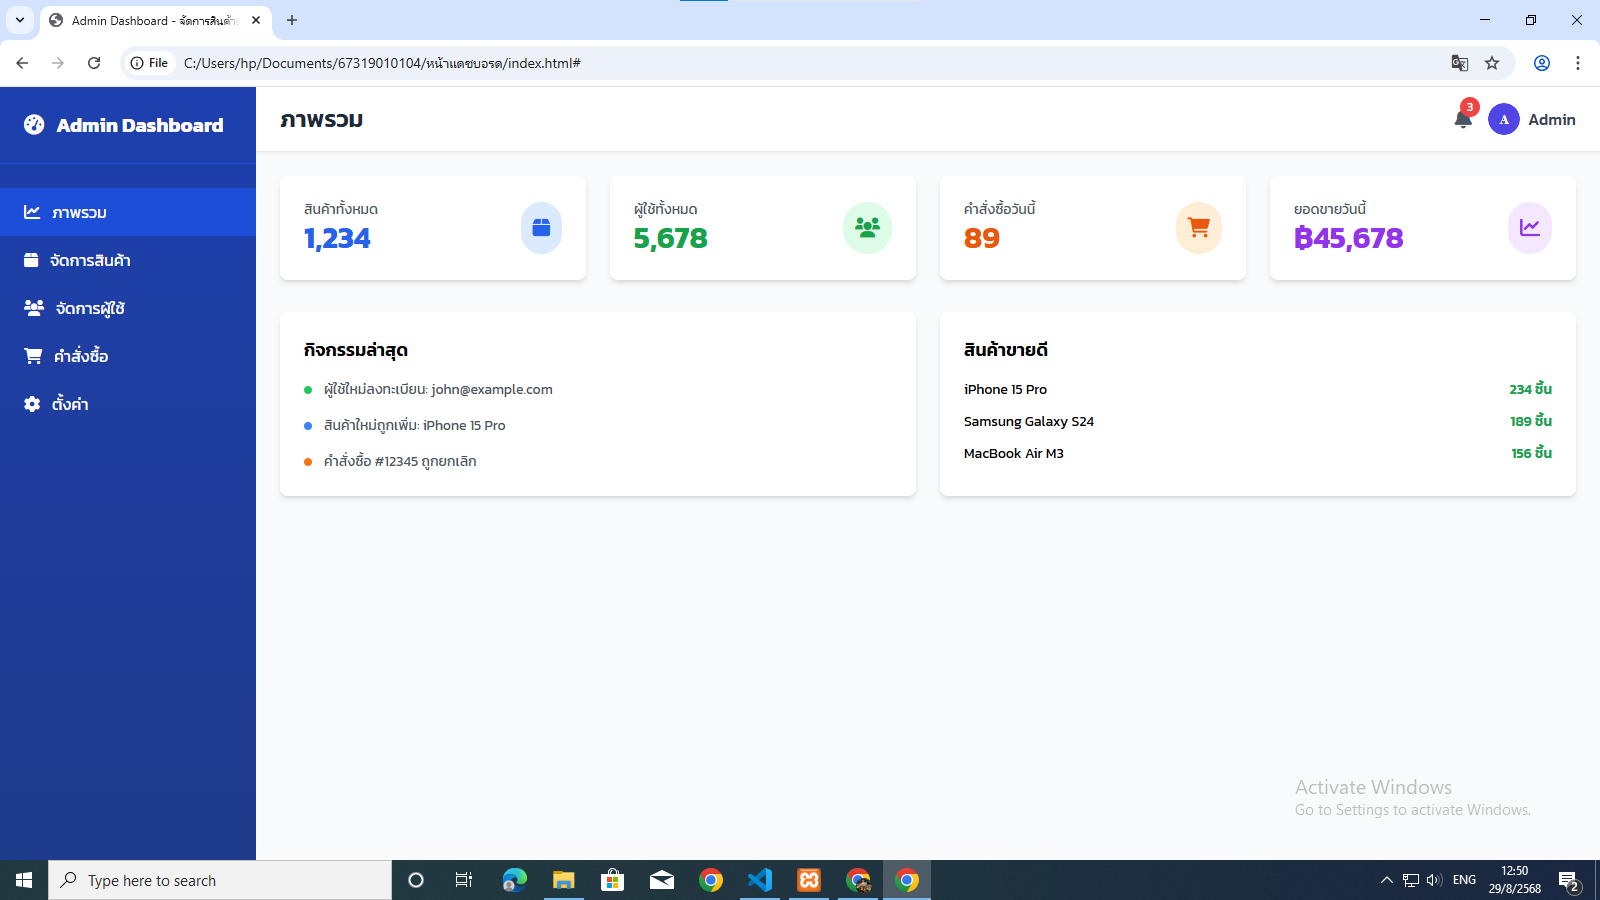 Admin Dashboard - จัดการสินค้า
File
C:/Users/hp/Documents/67319010104/หน้าแดชบอรด/index.html#
Admin Dashboard
ภาพรวม
จัดการสินค้า
จัดการผู้ใช้
คำสั่งซื้อ
ตั้งค่า
ภาพรวม
3
A
Admin
สินค้าทั้งหมด
1,234
ผู้ใช้ทั้งหมด
5,678
คำสั่งซื้อวันนี้
89
ยอดขายวันนี้
฿45,678
กิจกรรมล่าสุด
ผู้ใช้ใหม่ลงทะเบียน: john@example.com
สินค้าใหม่ถูกเพิ่ม: iPhone 15 Pro
คำสั่งซื้อ #12345 ถูกยกเลิก
สินค้าขายดี
iPhone 15 Pro 234 ชิ้น
Samsung Galaxy S24 189 ชิ้น
MacBook Air M3 156 ชิ้น
Activate Windows
Go to Settings to activate Windows.
Type here to search
ENG
12:50
29/8/2568
2